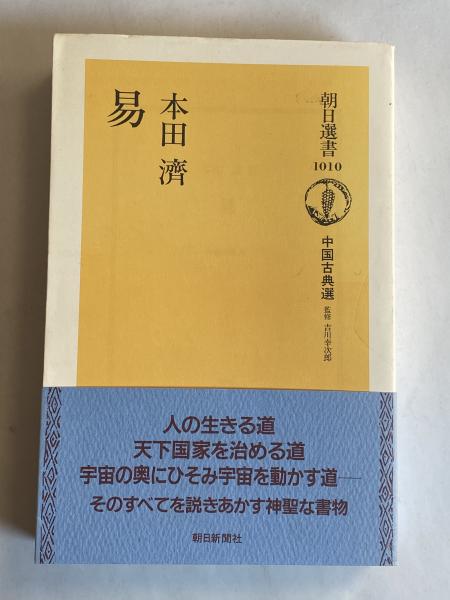 朝日選書
1010
中国古典選
監修 吉川幸次郎
本田 濟
易
人の生きる道
天下国家を治める道
宇宙の奥にひそみ宇宙を動かす道──
そのすべてを説きあかす神聖な書物
朝日新聞社